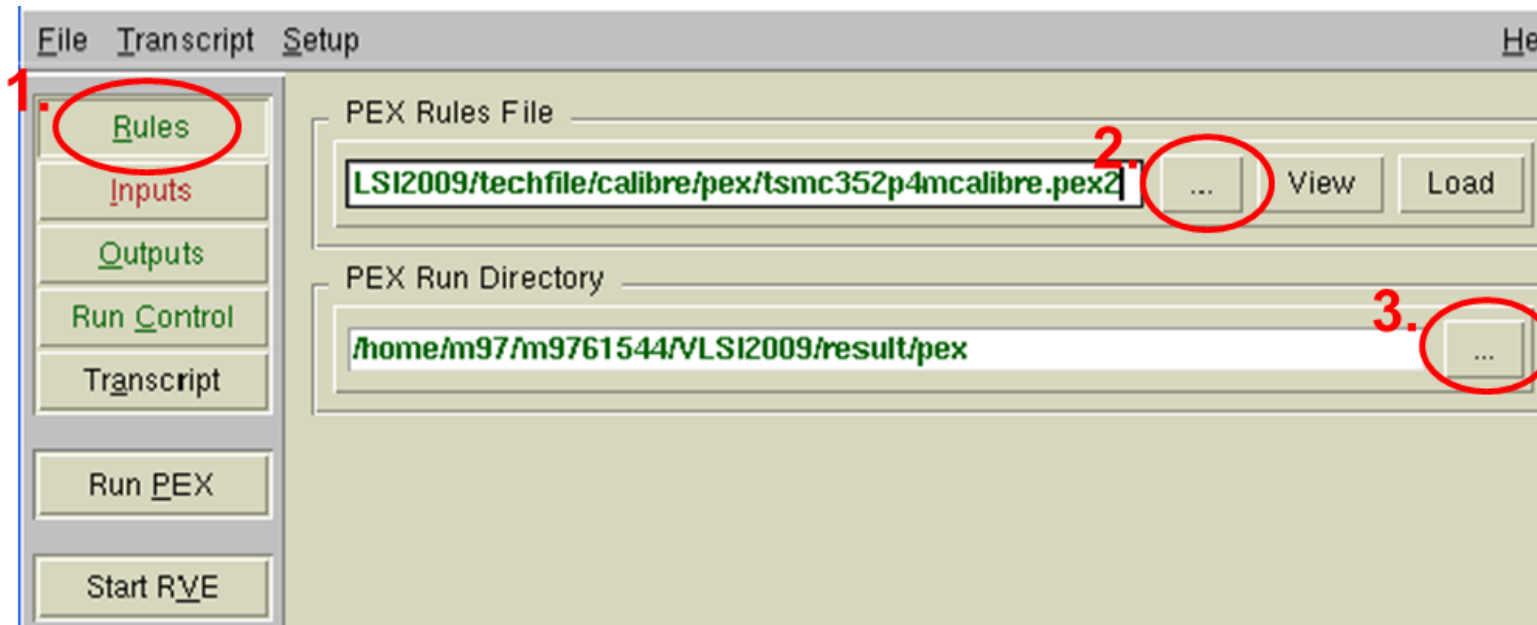 File Transcript Setup He
1.
Rules
Inputs
Outputs
Run Control
Transcript
Run PEX
Start RVE
PEX Rules File
LSI2009/techfile/calibre/pex/tsmc352p4mcalibre.pex2
2.
... View Load
PEX Run Directory
/home/m97/m9761544/VLSI2009/result/pex
3.
...